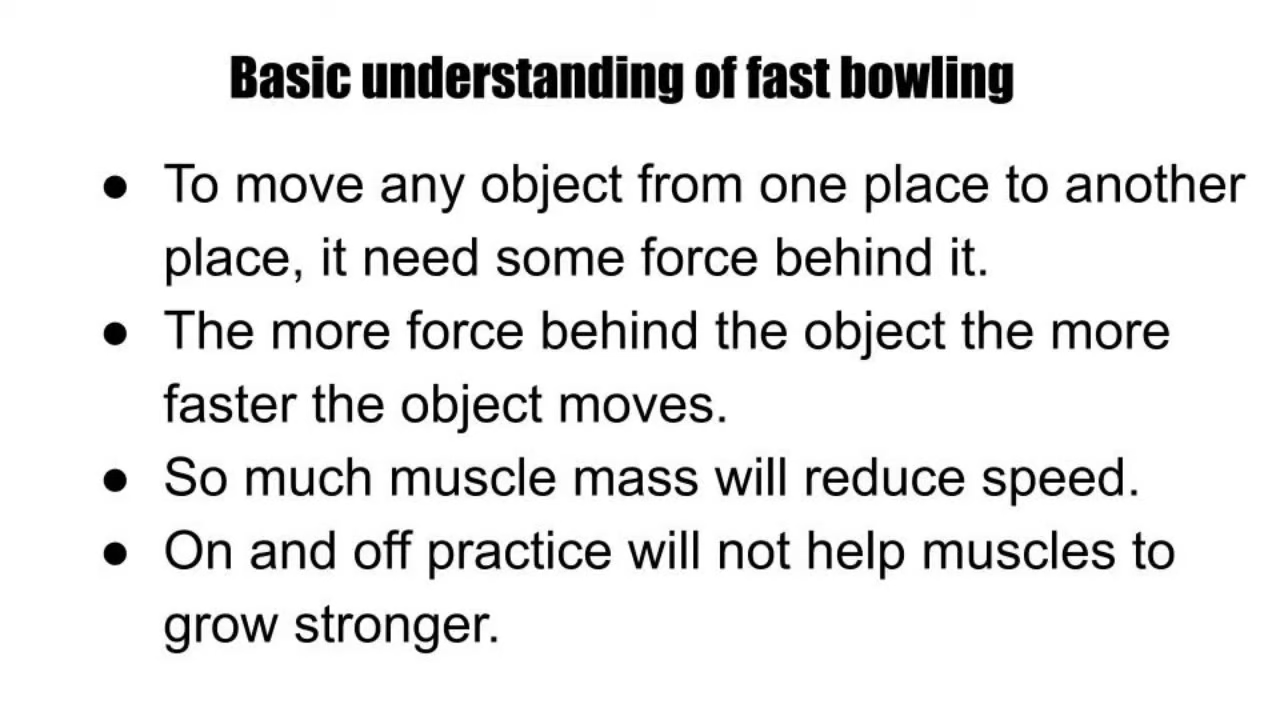 Basic understanding of fast bowling
● To move any object from one place to another
place, it need some force behind it.
● The more force behind the object the more
faster the object moves.
● So much muscle mass will reduce speed.
● On and off practice will not help muscles to
grow stronger.